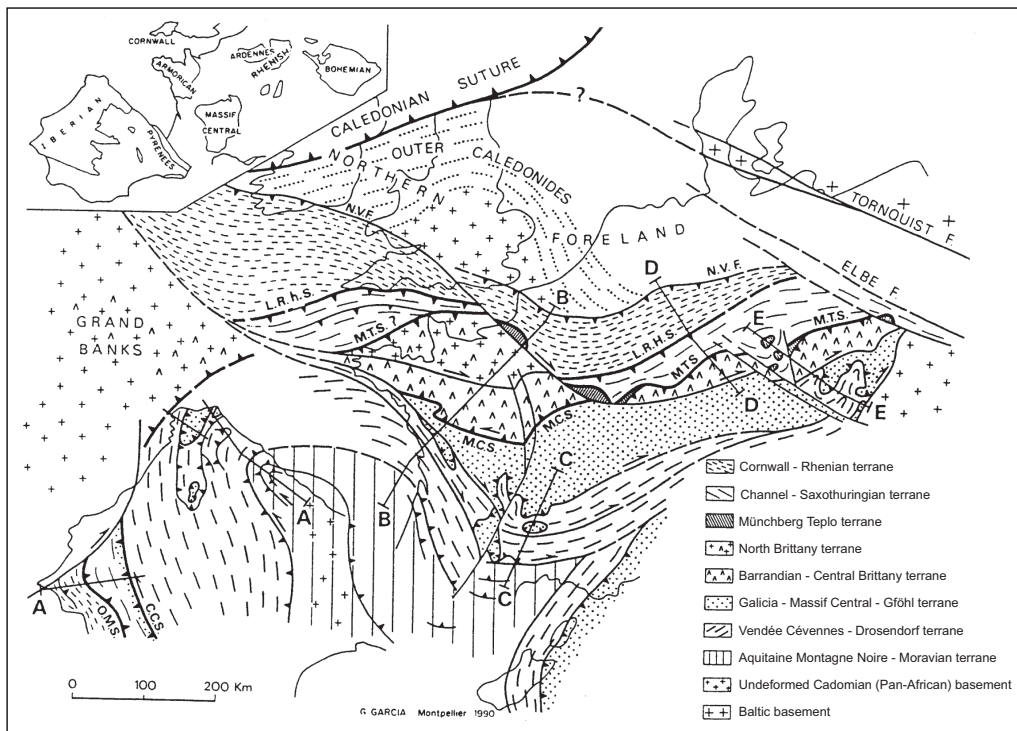 CORNWALL
ARMORICAN
ARDENNES
RHENISH
BOHEMIAN
MASSIF
CENTRAL
IBERIAN
PYRENEES
CALEDONIAN SUTURE
?
OUTER
CALEDONIDES
NORTHERN
FORELAND
N.V.F.
TORNQUIST F.
ELBE F.
GRAND
BANKS
L.R.h.S.
M.T.S.?
B
D
N.V.F.
L.R.H.S.
M.T.S.
E
M.T.S.
D
E
M.C.S.
M.C.S.
C
A
B
C
A
OMS
CCS
0 100 200 Km
G GARCIA Montpellier 1990
Cornwall - Rhenian terrane
Channel - Saxothuringian terrane
Münchberg Teplo terrane
North Brittany terrane
Barrandian - Central Brittany terrane
Galicia - Massif Central - Gföhl terrane
Vendée Cévennes - Drosendorf terrane
Aquitaine Montagne Noire - Moravian terrane
Undeformed Cadomian (Pan-African) basement
Baltic basement